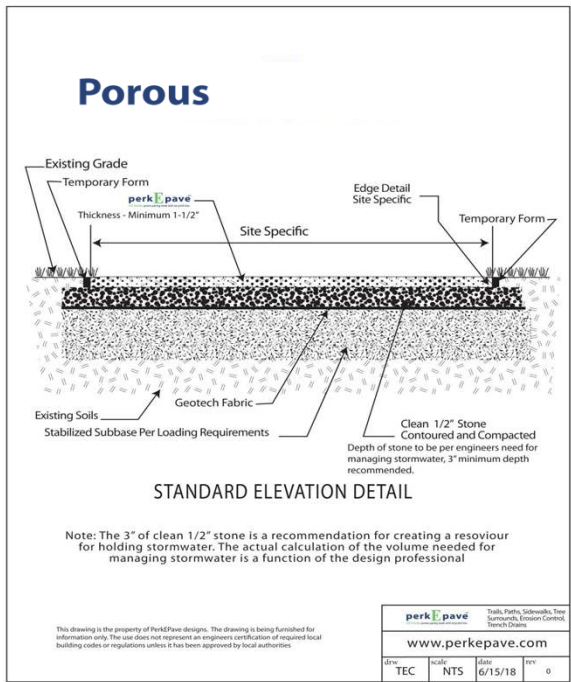 Porous
Existing Grade
Temporary Form
perkEpave
Thickness - Minimum 1-1/2"
Site Specific
Edge Detail
Site Specific
Temporary Form
Geotech Fabric
Existing Soils
Stabilized Subbase Per Loading Requirements
Clean 1/2" Stone
Contoured and Compacted
Depth of stone to be per engineers need for
managing stormwater, 3" minimum depth
recommended.
STANDARD ELEVATION DETAIL
Note: The 3" of clean 1/2" stone is a recommendation for creating a resoviour
for holding stormwater. The actual calculation of the volume needed for
managing stormwater is a function of the design professional
This drawing is the property of PerkEPave designs. The drawing is being furnished for
information only. The use does not represent an engineers certification of required local
building codes or regulations unless it has been approved by local authorities
perkEpave
Trails, Paths, Sidewalks, Tree
Surrounds, Erosion Control,
Trench Drains
www.perkepave.com
drw
TEC
scale
NTS
date
6/15/18
rev
0